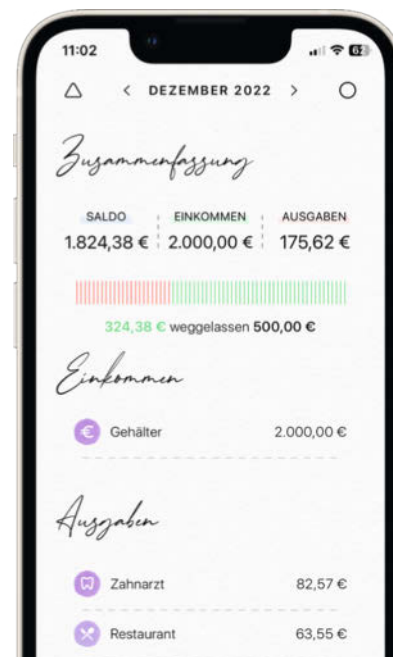 11:02
62
DEZEMBER 2022
Zusammenfassung
SALDO EINKOMMEN AUSGABEN
1.824,38 € 2.000,00 € 175,62 €
324,38 € weggelassen 500,00 €
Einkommen
Gehälter 2.000,00 €
Ausgaben
Zahnarzt 82,57 €
Restaurant 63,55 €